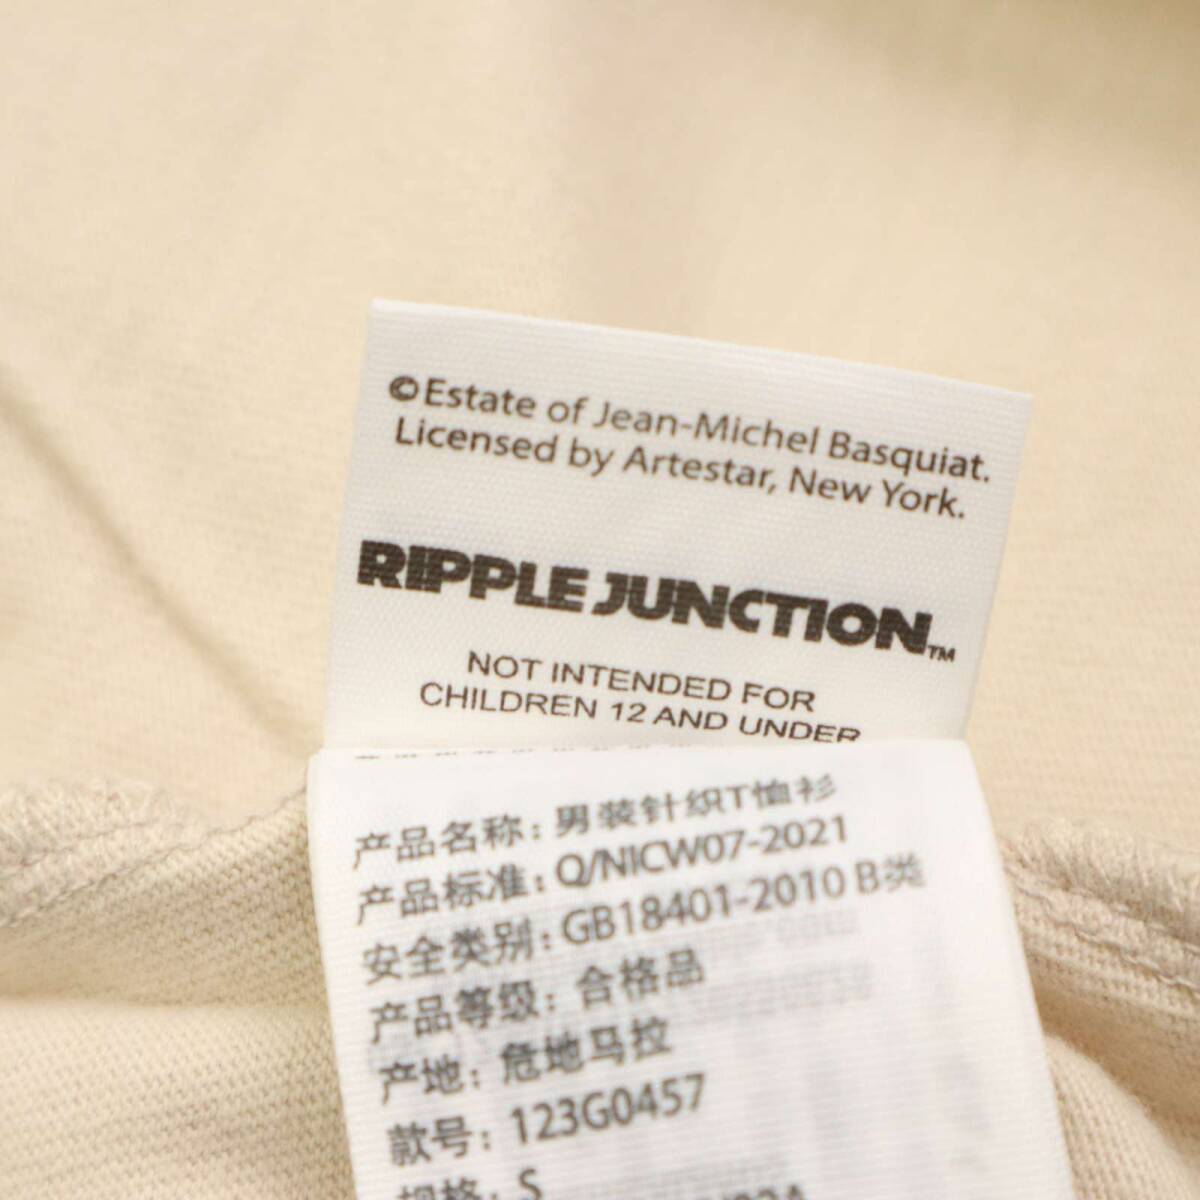 ©Estate of Jean-Michel Basquiat.
Licensed by Artestar, New York.
RIPPLE JUNCTION™
NOT INTENDED FOR
CHILDREN 12 AND UNDER
产品名称: 男装针织T恤衫
产品标准: Q/NICW07-2021
安全类别: GB18401-2010 B类
产品等级: 合格品
产地: 危地马拉
款号: 123G0457
规格: S